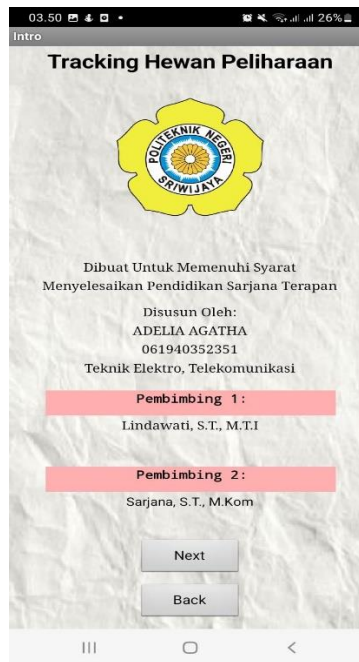 03.50
26%
Intro
Tracking Hewan Peliharaan
POLITEKNIK NEGERI
SRIWIJAYA
Dibuat Untuk Memenuhi Syarat
Menyelesaikan Pendidikan Sarjana Terapan
Disusun Oleh:
ADELIA AGATHA
061940352351
Teknik Elektro, Telekomunikasi
Pembimbing 1:
Lindawati, S.T., M.T.I
Pembimbing 2:
Sarjana, S.T., M.Kom
Next
Back